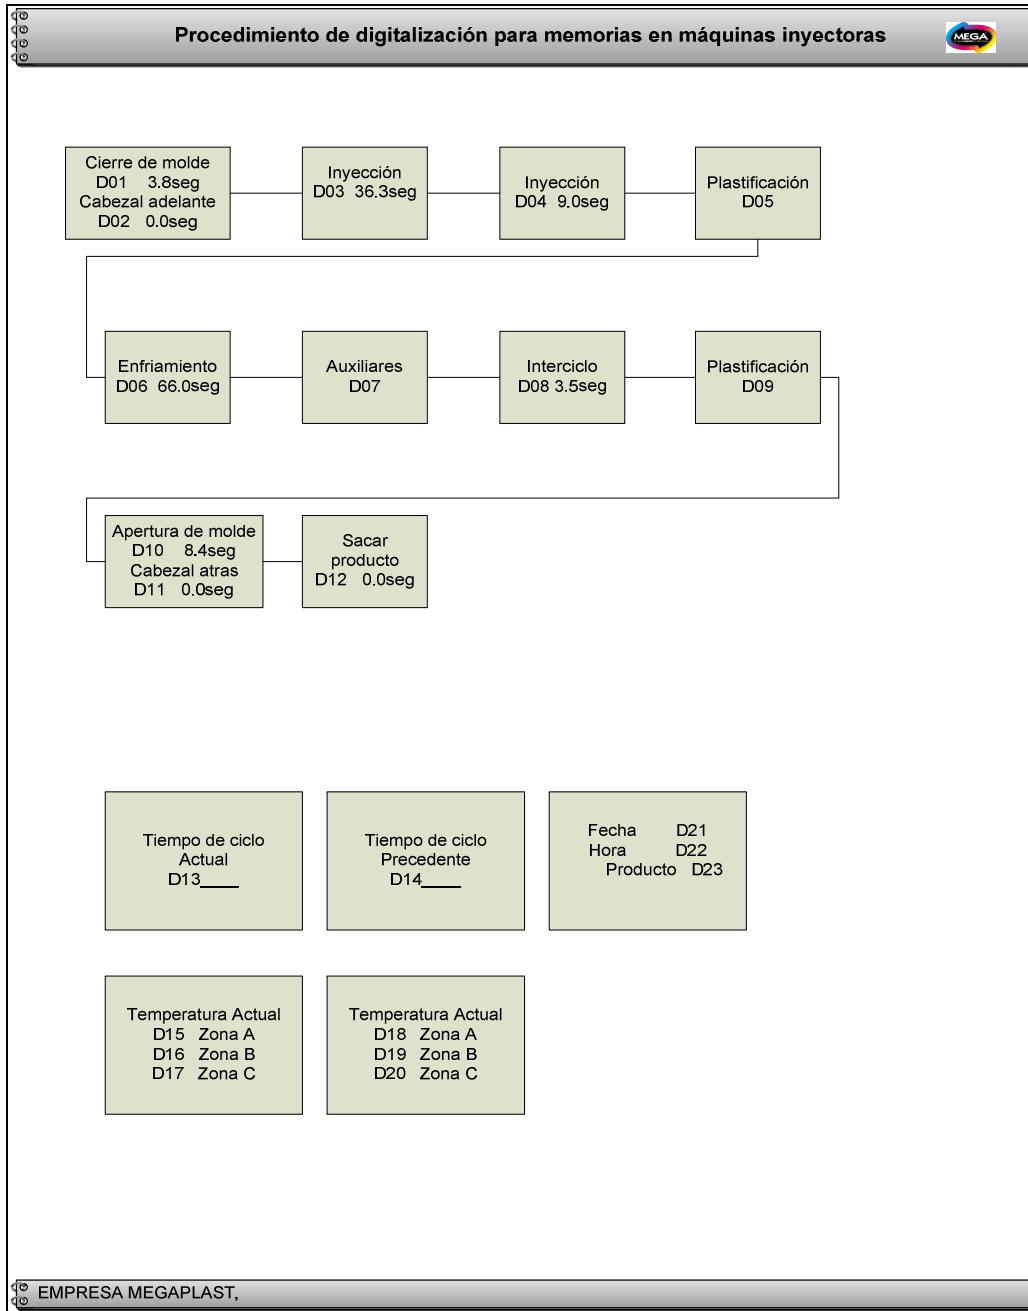 Procedimiento de digitalización para memorias en máquinas inyectoras
MEGA
Cierre de molde
D01 3.8seg
Cabezal adelante
D02 0.0seg
Inyección
D03 36.3seg
Inyección
D04 9.0seg
Plastificación
D05
Enfriamiento
D06 66.0seg
Auxiliares
D07
Interciclo
D08 3.5seg
Plastificación
D09
Apertura de molde
D10 8.4seg
Cabezal atras
D11 0.0seg
Sacar
producto
D12 0.0seg
Tiempo de ciclo
Actual
D13____
Tiempo de ciclo
Precedente
D14____
Fecha D21
Hora D22
Producto D23
Temperatura Actual
D15 Zona A
D16 Zona B
D17 Zona C
Temperatura Actual
D18 Zona A
D19 Zona B
D20 Zona C
EMPRESA MEGAPLAST,